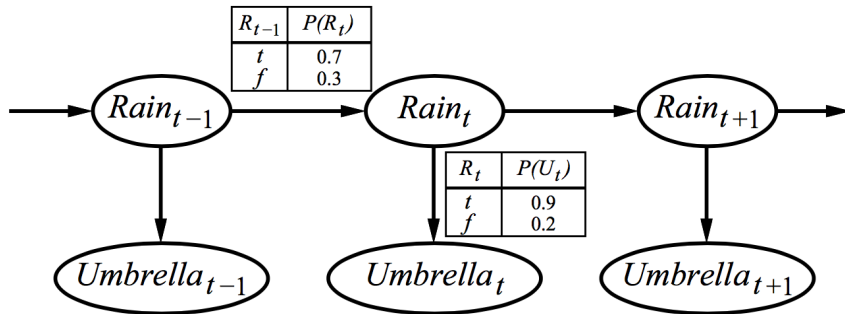 R_{t-1} P(R_t)
t 0.7
f 0.3
Rain_{t-1} Rain_t Rain_{t+1}
R_t P(U_t)
t 0.9
f 0.2
Umbrella_{t-1} Umbrella_t Umbrella_{t+1}